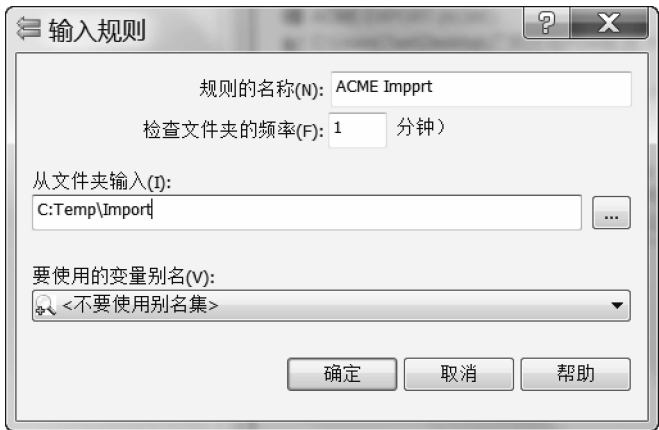 输入规则
规则的名称(N): ACME Impprt
检查文件夹的频率(F): 1 分钟）
从文件夹输入(I):
C:Temp\Import
...
要使用的变量别名(V):
<不要使用别名集>
确定 取消 帮助